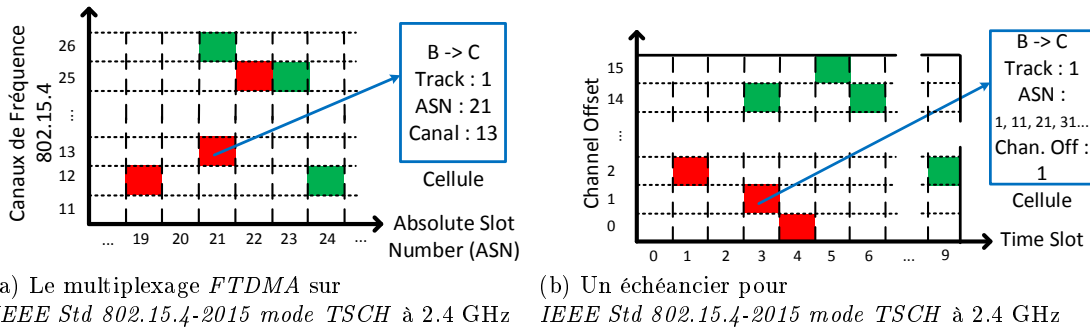 Canaux de Fréquence
802.15.4
26
25
...
13
12
11
... 19 20 21 22 23 24 ...
B -> C
Track : 1
ASN : 21
Canal : 13
Cellule
Absolute Slot
Number (ASN)
a) Le multiplexage FTDMA sur
IEEE Std 802.15.4-2015 mode TSCH à 2.4 GHz
Channel Offset
15
14
...
2
1
0
0 1 2 3 4 5 6 ... 9
B -> C
Track : 1
ASN :
1, 11, 21, 31...
Chan. Off :
1
Cellule
Time Slot
(b) Un échéancier pour
IEEE Std 802.15.4-2015 mode TSCH à 2.4 GHz